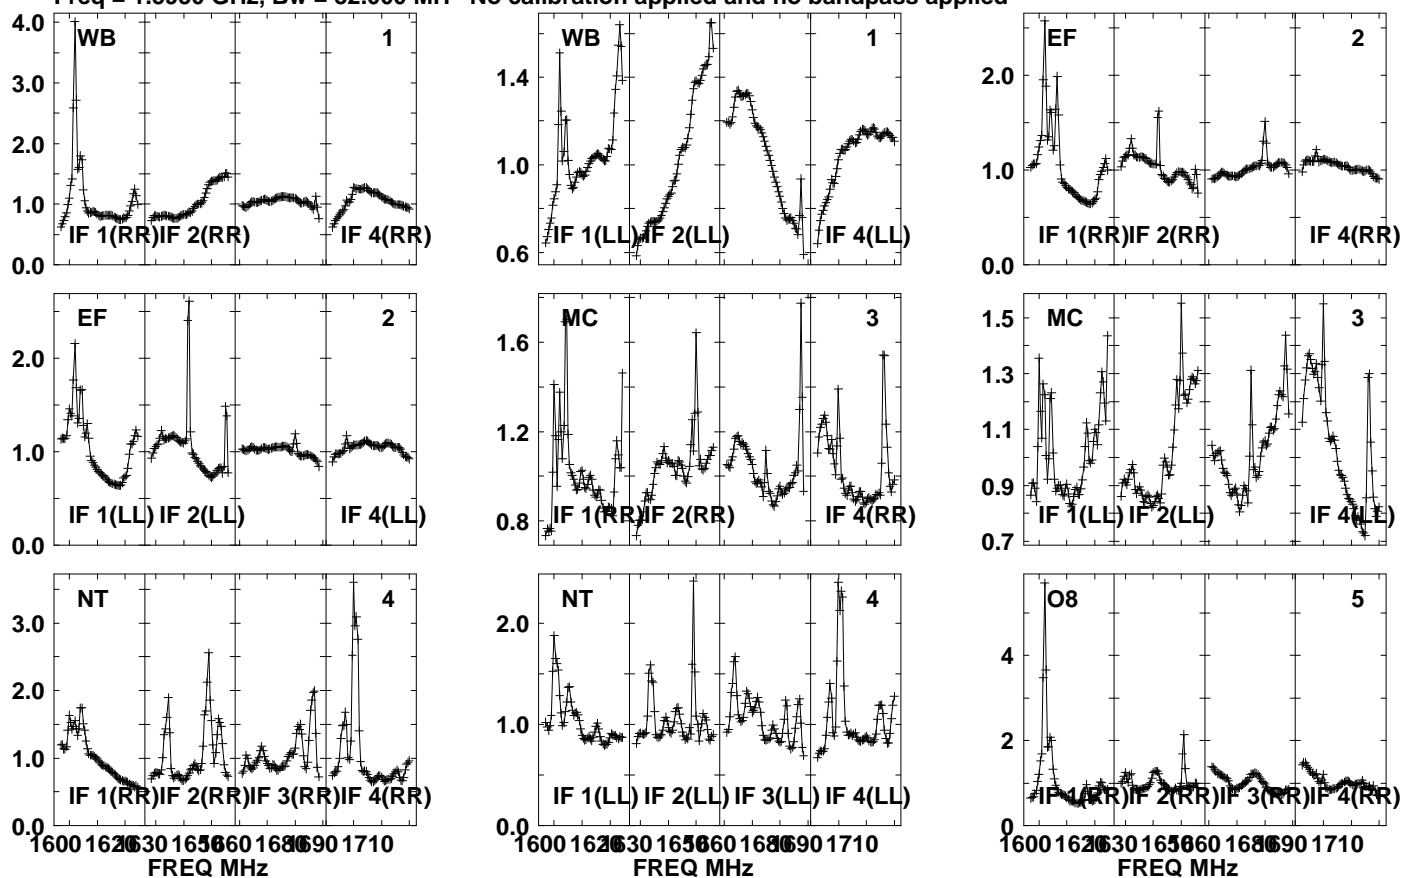 No calibration applied and no bandpass applied
WB 1
4.0
3.0
2.0
1.0
0.0
IF 1(RR) IF 2(RR) IF 4(RR)
WB 1
1.4
1.0
0.6
IF 1(LL) IF 2(LL) IF 4(LL)
EF 2
2.0
1.0
0.0
IF 1(RR) IF 2(RR) IF 4(RR)
EF 2
2.0
1.0
0.0
IF 1(LL) IF 2(LL) IF 4(LL)
MC 3
1.6
1.2
0.8
IF 1(RR) IF 2(RR) IF 4(RR)
MC 3
1.5
1.3
1.1
0.9
0.7
IF 1(LL) IF 2(LL) IF 4(LL)
NT 4
3.0
2.0
1.0
0.0
IF 1(RR) IF 2(RR) IF 3(RR) IF 4(RR)
1600 1620 1630 1650 1660 1680 1690 1710
FREQ MHz
NT 4
2.0
1.0
0.0
IF 1(LL) IF 2(LL) IF 3(LL) IF 4(LL)
1600 1620 1630 1650 1660 1680 1690 1710
FREQ MHz
O8 5
4
2
0
IF 1(RR) IF 2(RR) IF 3(RR) IF 4(RR)
1600 1620 1630 1650 1660 1680 1690 1710
FREQ MHz